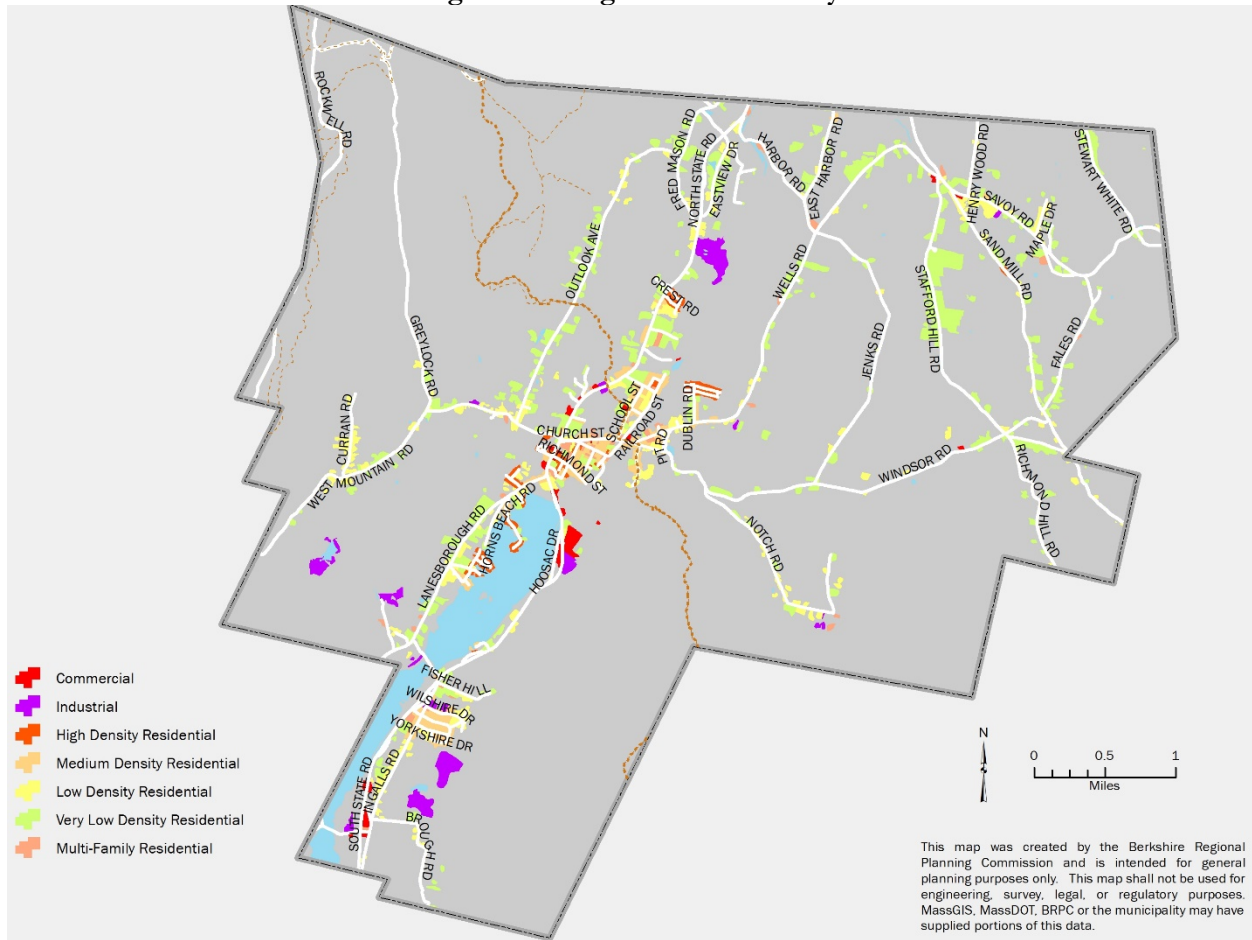 ROCKWELL RD
FRED MASON RD
NORTH STATE RD
EASTVIEW DR
HARBOR RD
EAST HARBOR RD
HENRY WOOD RD
SAVOY RD
STEWART WHITE RD
MAPLE DR
SAND MILL RD
OUTLOOK AVE
WELLS RD
STAFFORD HILL RD
CREST RD
GREYLOCK RD
JENKS RD
FALES RD
CURRAN RD
CHURCH ST
SCHOOL ST
RAILROAD ST
DUBLIN RD
RICHMOND ST
PIT RD
WEST MOUNTAIN RD
WINDSOR RD
RICHMOND HILL RD
LANESBOROUGH RD
HORNS BEACH RD
HOOSAC DR
NOTCH RD
FISHER HILL
WILSHIRE DR
YORKSHIRE DR
SOUTH STATE RD
INGALLS RD
BROUGH RD
Commercial
Industrial
High Density Residential
Medium Density Residential
Low Density Residential
Very Low Density Residential
Multi-Family Residential
N
0 0.5 1
Miles
This map was created by the Berkshire Regional
Planning Commission and is intended for general
planning purposes only. This map shall not be used for
engineering, survey, legal, or regulatory purposes.
MassGIS, MassDOT, BRPC or the municipality may have
supplied portions of this data.